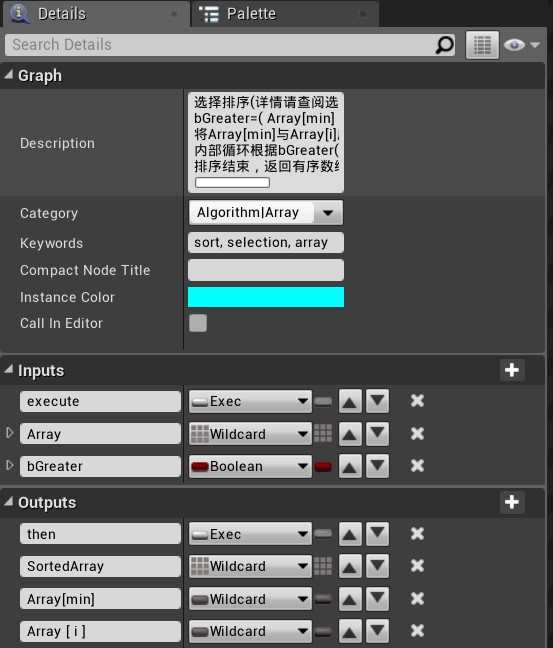 Details
Palette
Search Details
Graph
Description
选择排序(详情请查阅选
bGreater=( Array[min]
将Array[min]与Array[i]
内部循环根据bGreater(
排序结束，返回有序数
Category
Algorithm|Array
Keywords
sort, selection, array
Compact Node Title
Instance Color
Call In Editor
Inputs
execute
Exec
Array
Wildcard
bGreater
Boolean
Outputs
then
Exec
SortedArray
Wildcard
Array[min]
Wildcard
Array [ i ]
Wildcard